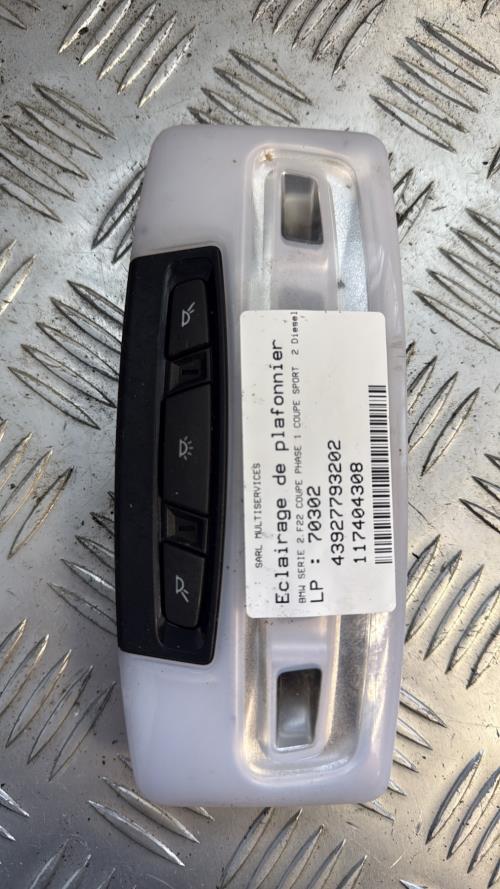 SARL MULTISERVICES
Eclairage de plafonnier
BMW SERIE 2 F22 COUPE PHASE 1 COUPE SPORT 2 Diesel
LP : 70302
43927793202
117404308